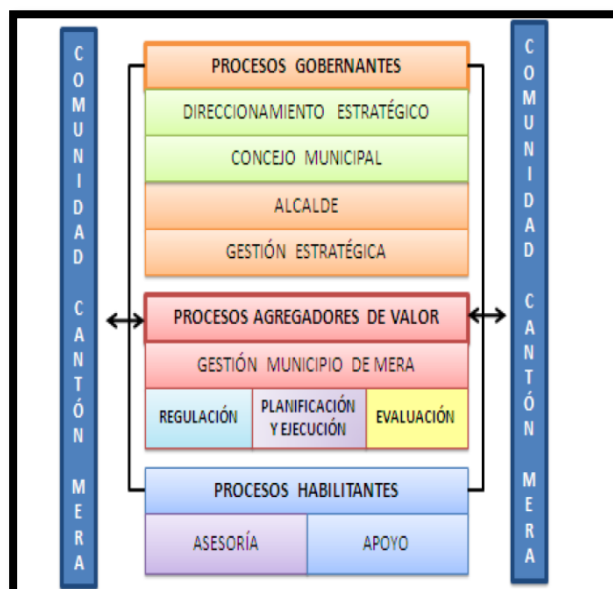 COMUNIDAD CANTÓN MERA
PROCESOS GOBERNANTES
DIRECCIONAMIENTO ESTRATÉGICO
CONCEJO MUNICIPAL
ALCALDE
GESTIÓN ESTRATÉGICA
PROCESOS AGREGADORES DE VALOR
GESTIÓN MUNICIPIO DE MERA
REGULACIÓN
PLANIFICACIÓN
Y EJECUCIÓN
EVALUACIÓN
PROCESOS HABILITANTES
ASESORÍA
APOYO
COMUNIDAD CANTÓN MERA